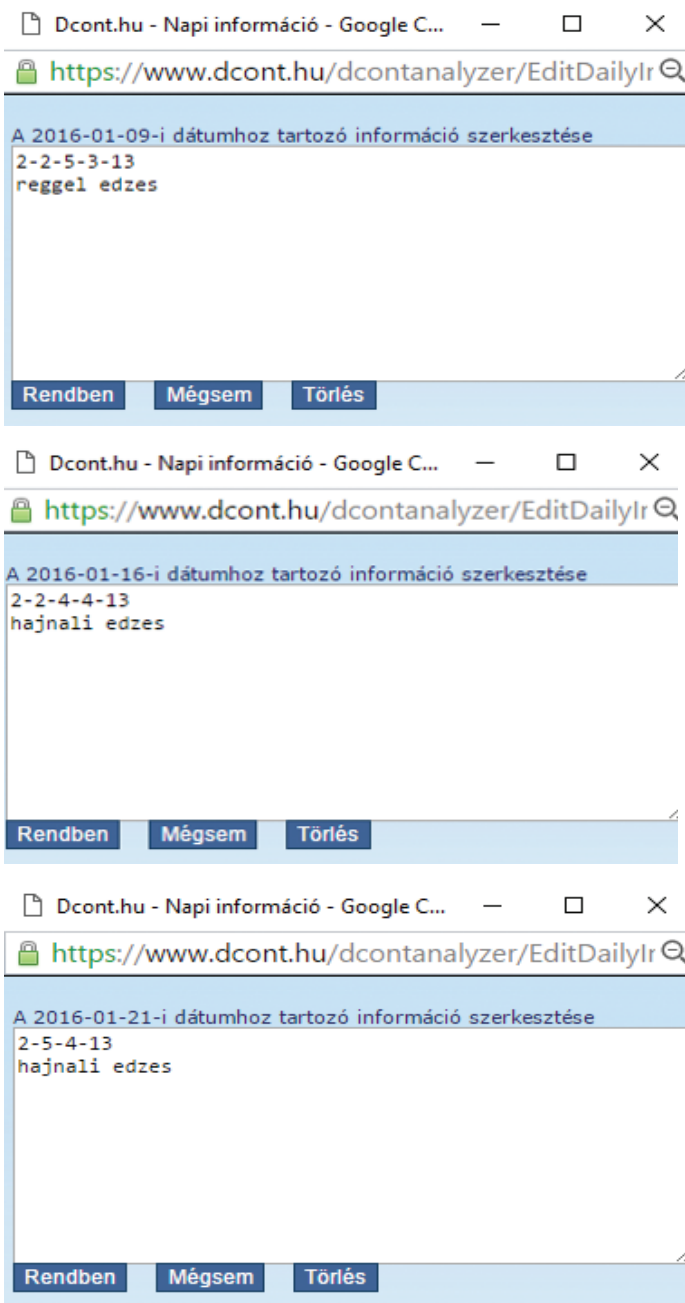 Dcont.hu - Napi információ - Google C...
https://www.dcont.hu/dcontanalyzer/EditDailyIr
A 2016-01-09-i dátumhoz tartozó információ szerkesztése
2-2-5-3-13
reggel edzes
Rendben Mégsem Törlés
Dcont.hu - Napi információ - Google C...
https://www.dcont.hu/dcontanalyzer/EditDailyIr
A 2016-01-16-i dátumhoz tartozó információ szerkesztése
2-2-4-4-13
hajnali edzes
Rendben Mégsem Törlés
Dcont.hu - Napi információ - Google C...
https://www.dcont.hu/dcontanalyzer/EditDailyIr
A 2016-01-21-i dátumhoz tartozó információ szerkesztése
2-5-4-13
hajnali edzes
Rendben Mégsem Törlés